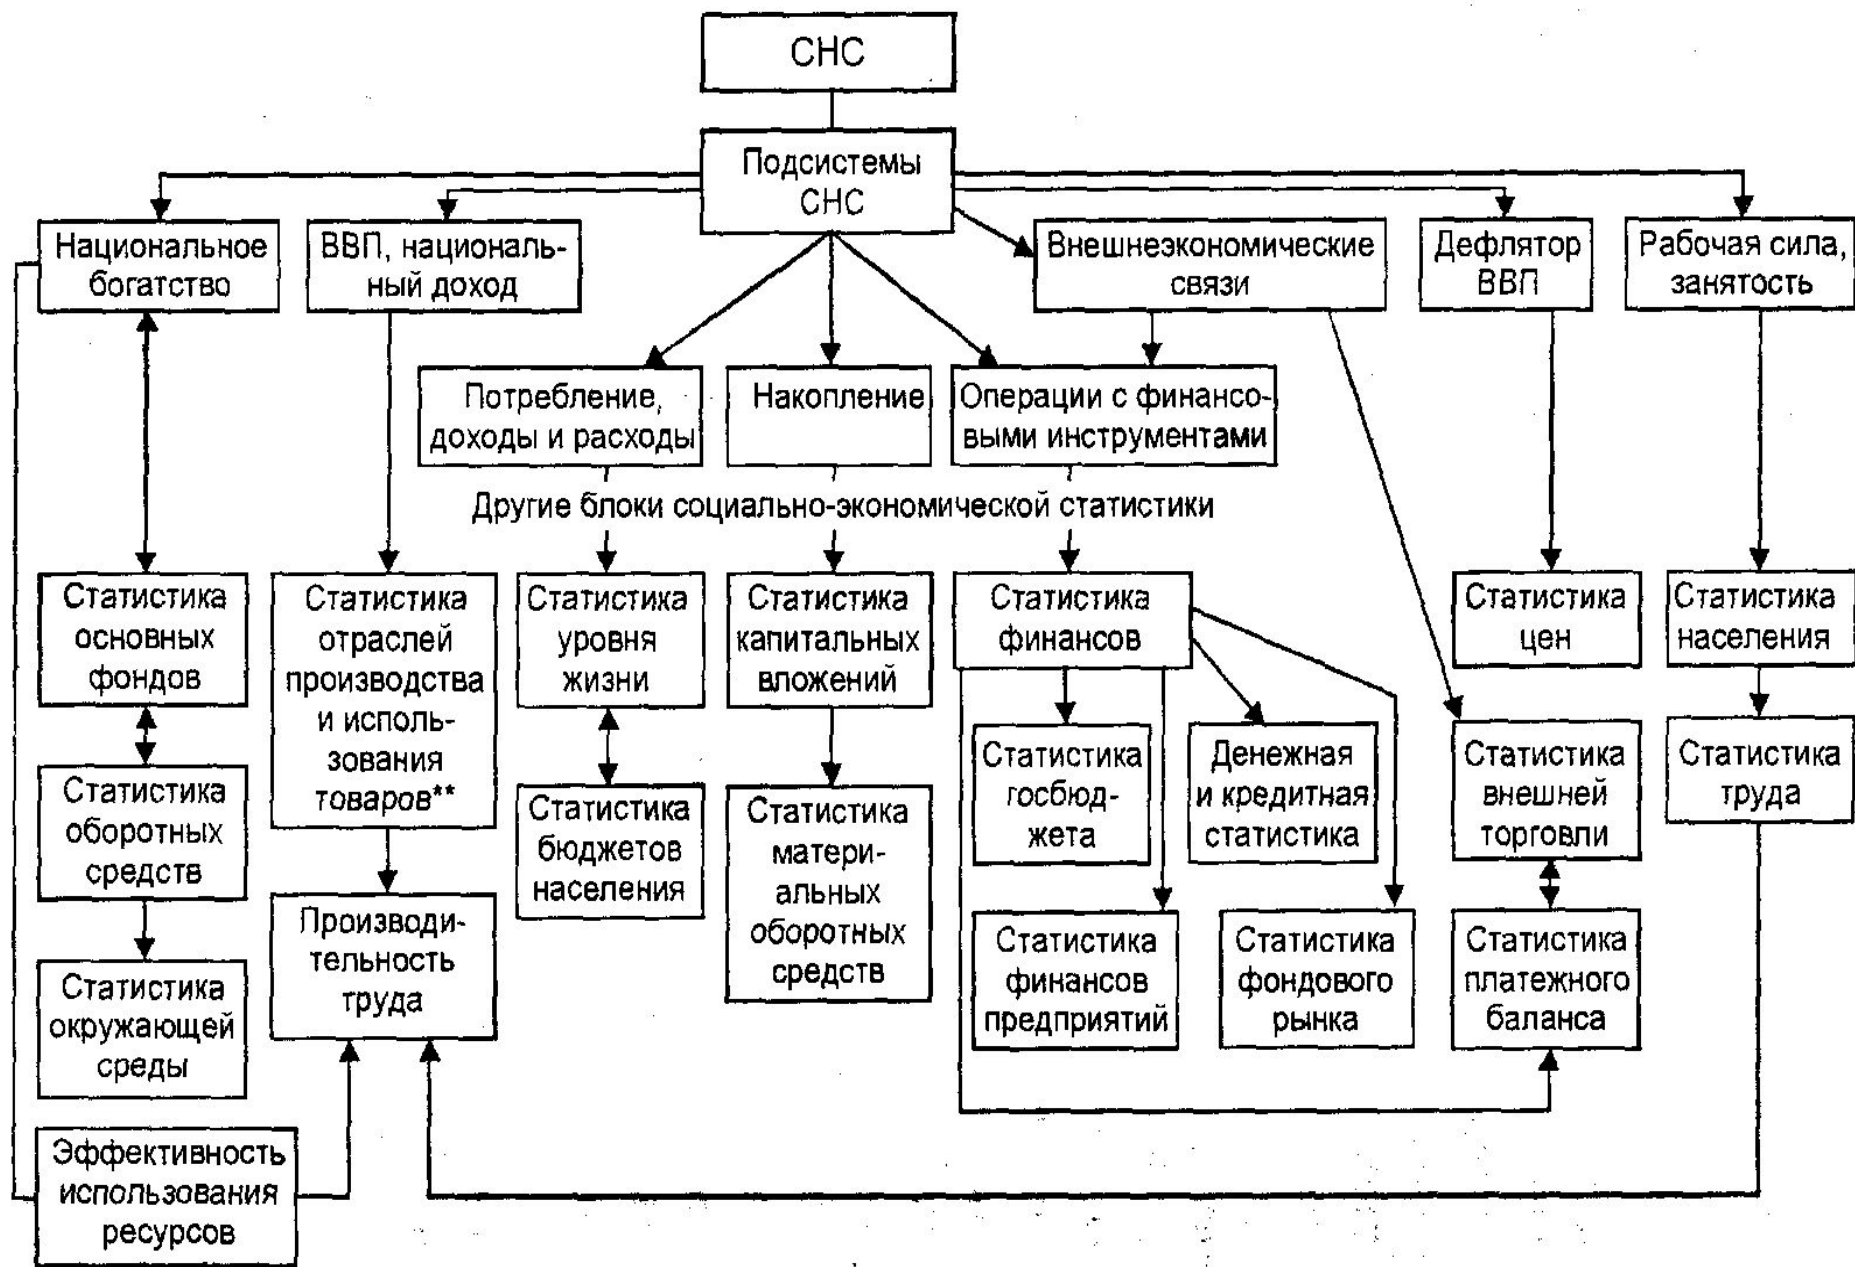 СНС
Подсистемы
СНС
Национальное
богатство
ВВП, националь-
ный доход
Внешнеэкономические
связи
Дефлятор
ВВП
Рабочая сила,
занятость
Потребление,
доходы и расходы
Накопление
Операции с финансо-
выми инструментами
Другие блоки социально-экономической статистики
Статистика
основных
фондов
Статистика
отраслей
производства
и исполь-
зования
товаров**
Статистика
уровня
жизни
Статистика
капитальных
вложений
Статистика
финансов
Статистика
цен
Статистика
населения
Статистика
оборотных
средств
Статистика
бюджетов
населения
Статистика
матери-
альных
оборотных
средств
Статистика
госбюд-
жета
Денежная
и кредитная
статистика
Статистика
внешней
торговли
Статистика
труда
Производи-
тельность
труда
Статистика
финансов
предприятий
Статистика
фондового
рынка
Статистика
платежного
баланса
Статистика
окружающей
среды
Эффективность
использования
ресурсов